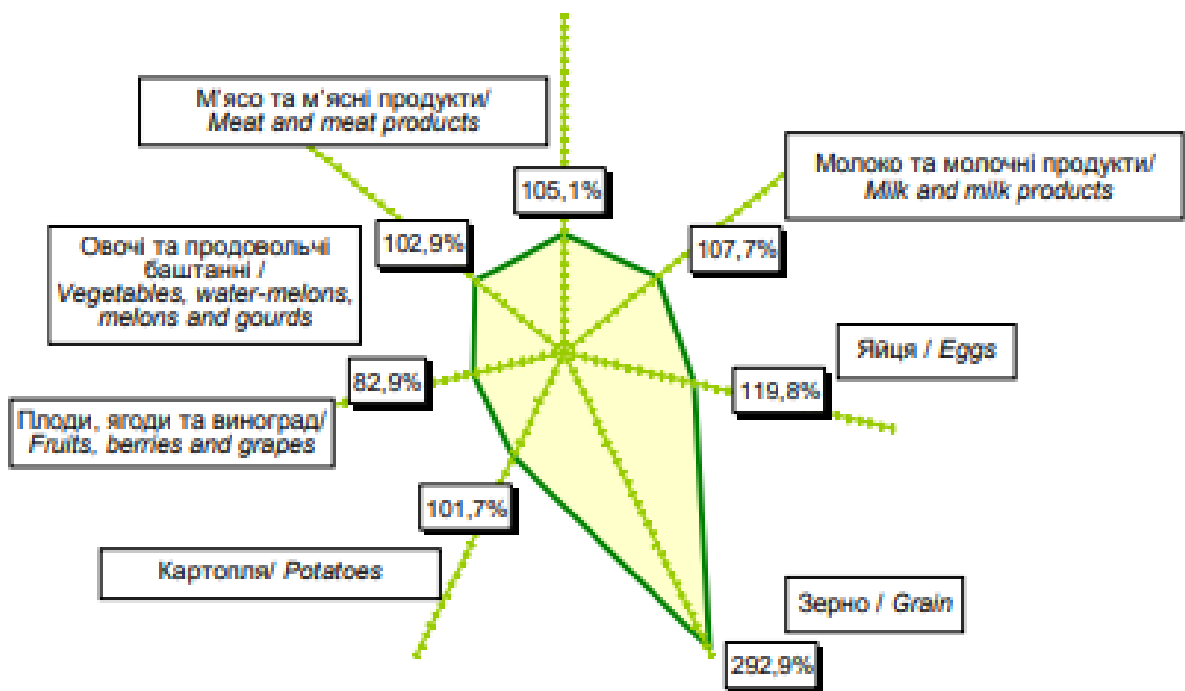 М'ясо та м'ясні продукти/
Meat and meat products
105,1%
Молоко та молочні продукти/
Milk and milk products
102,9%
107,7%
Овочі та продовольчі
баштанні /
Vegetables, water-melons,
melons and gourds
Яйця / Eggs
82,9%
119,8%
Плоди, ягоди та виноград/
Fruits, berries and grapes
101,7%
Картопля/ Potatoes
Зерно / Grain
292,9%